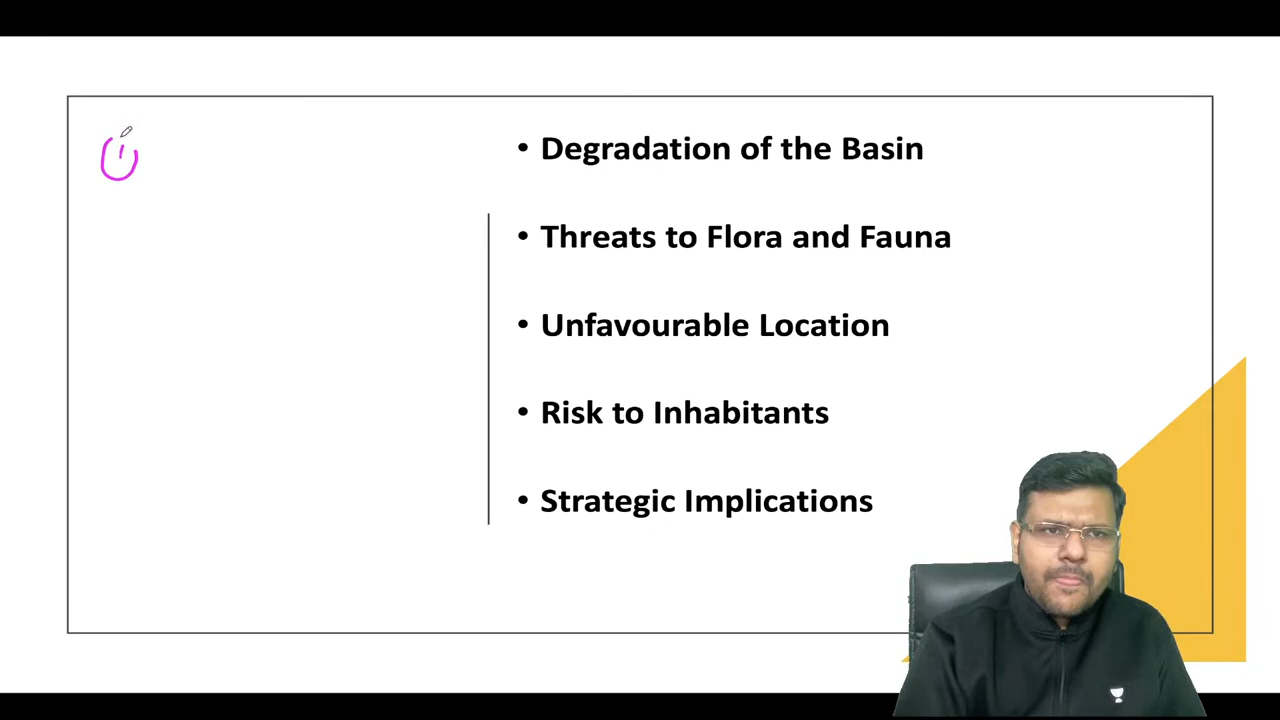 • Degradation of the Basin
• Threats to Flora and Fauna
• Unfavourable Location
• Risk to Inhabitants
• Strategic Implications